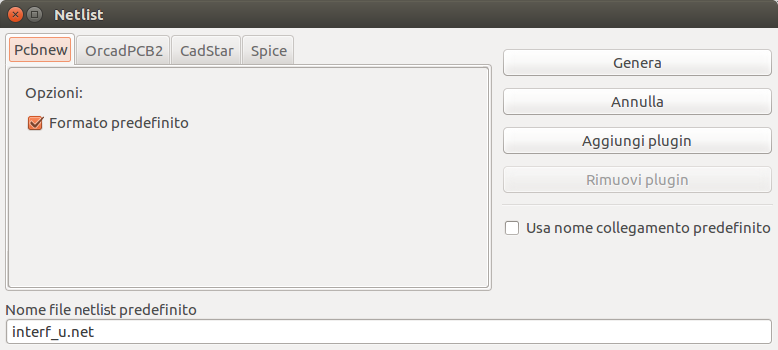 Netlist
Pcbnew OrcadPCB2 CadStar Spice
Opzioni:
Formato predefinito
Genera
Annulla
Aggiungi plugin
Rimuovi plugin
Usa nome collegamento predefinito
Nome file netlist predefinito
interf_u.net